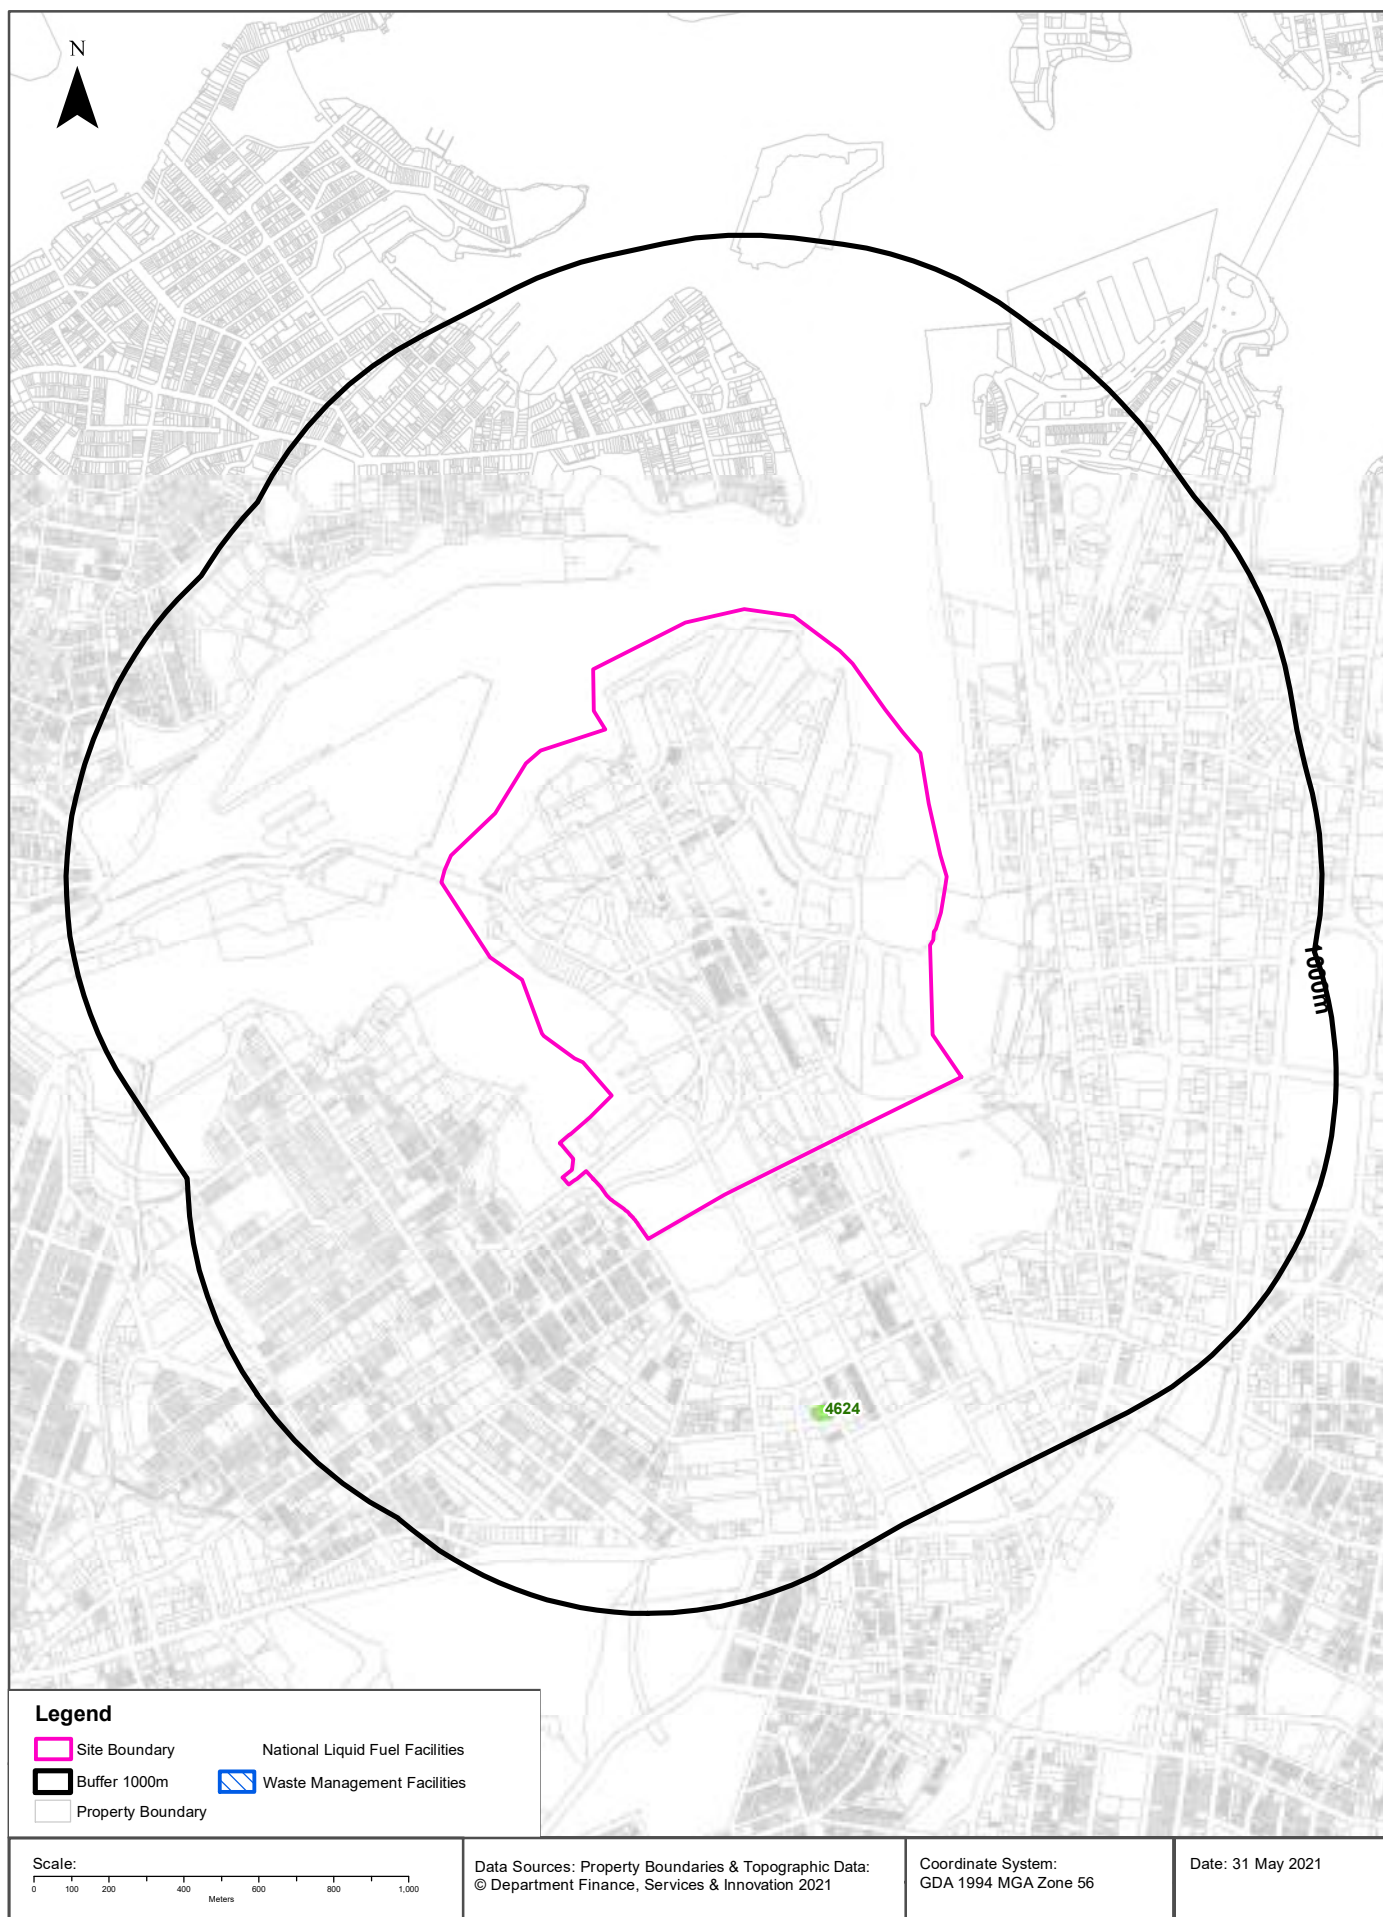 N
1000m
4624
Legend
Site Boundary
National Liquid Fuel Facilities
Buffer 1000m
Waste Management Facilities
Property Boundary
Scale:
0 100 200 400 600 800 1,000
Meters
Data Sources: Property Boundaries & Topographic Data:
© Department Finance, Services & Innovation 2021
Coordinate System:
GDA 1994 MGA Zone 56
Date: 31 May 2021